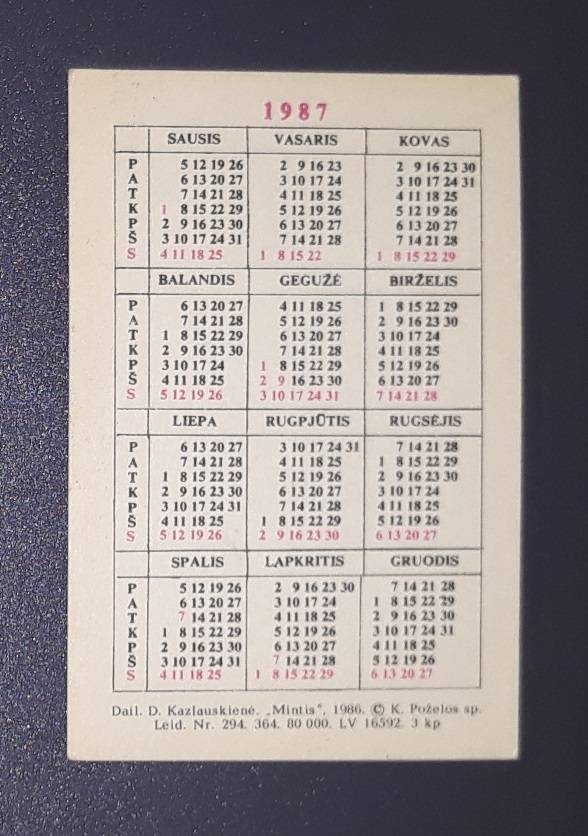 1987
SAUSIS VASARIS KOVAS
P 5 12 19 26 2 9 16 23 2 9 16 23 30
A 6 13 20 27 3 10 17 24 3 10 17 24 31
T 7 14 21 28 4 11 18 25 4 11 18 25
K 1 8 15 22 29 5 12 19 26 5 12 19 26
P 2 9 16 23 30 6 13 20 27 6 13 20 27
Š 3 10 17 24 31 7 14 21 28 7 14 21 28
S 4 11 18 25 1 8 15 22 1 8 15 22 29
BALANDIS GEGUŽĖ BIRŽELIS
P 6 13 20 27 4 11 18 25 1 8 15 22 29
A 7 14 21 28 5 12 19 26 2 9 16 23 30
T 1 8 15 22 29 6 13 20 27 3 10 17 24
K 2 9 16 23 30 7 14 21 28 4 11 18 25
P 3 10 17 24 1 8 15 22 29 5 12 19 26
Š 4 11 18 25 2 9 16 23 30 6 13 20 27
S 5 12 19 26 3 10 17 24 31 7 14 21 28
LIEPA RUGPJŪTIS RUGSĖJIS
P 6 13 20 27 3 10 17 24 31 7 14 21 28
A 7 14 21 28 4 11 18 25 1 8 15 22 29
T 1 8 15 22 29 5 12 19 26 2 9 16 23 30
K 2 9 16 23 30 6 13 20 27 3 10 17 24
P 3 10 17 24 31 7 14 21 28 4 11 18 25
Š 4 11 18 25 1 8 15 22 29 5 12 19 26
S 5 12 19 26 2 9 16 23 30 6 13 20 27
SPALIS LAPKRITIS GRUODIS
P 5 12 19 26 2 9 16 23 30 7 14 21 28
A 6 13 20 27 3 10 17 24 1 8 15 22 29
T 7 14 21 28 4 11 18 25 2 9 16 23 30
K 1 8 15 22 29 5 12 19 26 3 10 17 24 31
P 2 9 16 23 30 6 13 20 27 4 11 18 25
Š 3 10 17 24 31 7 14 21 28 5 12 19 26
S 4 11 18 25 1 8 15 22 29 6 13 20 27
Dail. D. Kazlauskienė. „Mintis", 1986. © K. Poželos sp.
Leid. Nr. 294. 364. 80 000. LV 16592. 3 kp